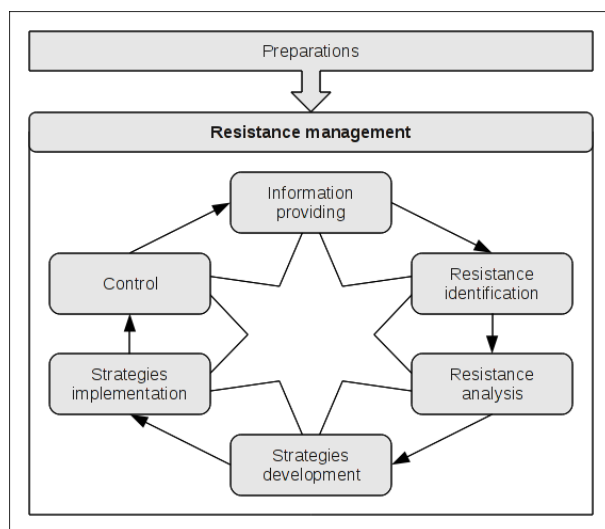 Preparations
Resistance management
Information
providing
Control
Resistance
identification
Strategies
implementation
Resistance
analysis
Strategies
development